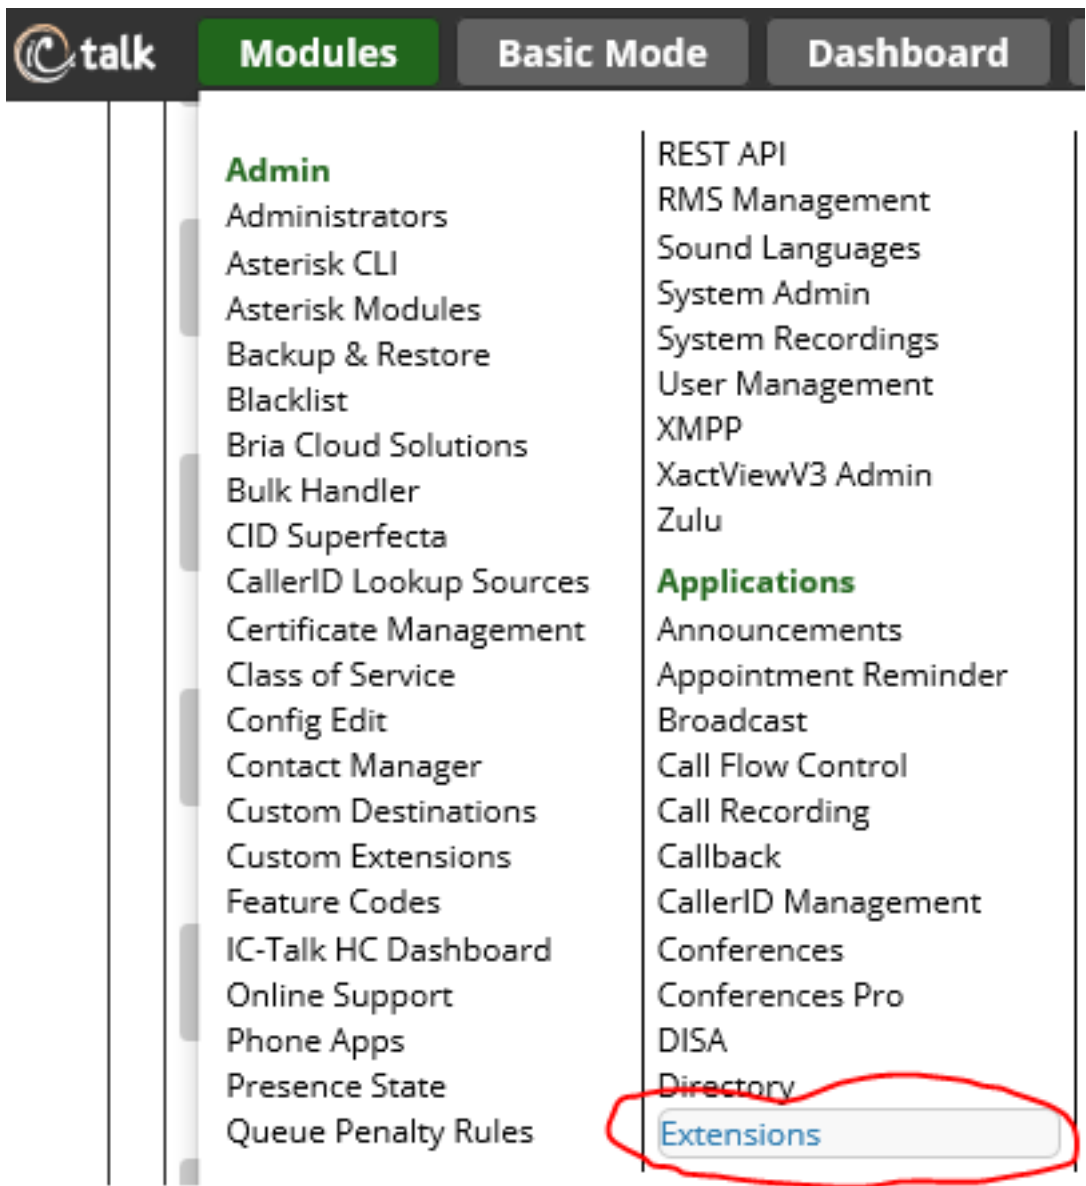 ic talk
Modules
Basic Mode
Dashboard
Admin
Administrators
Asterisk CLI
Asterisk Modules
Backup & Restore
Blacklist
Bria Cloud Solutions
Bulk Handler
CID Superfecta
CallerID Lookup Sources
Certificate Management
Class of Service
Config Edit
Contact Manager
Custom Destinations
Custom Extensions
Feature Codes
IC-Talk HC Dashboard
Online Support
Phone Apps
Presence State
Queue Penalty Rules
REST API
RMS Management
Sound Languages
System Admin
System Recordings
User Management
XMPP
XactViewV3 Admin
Zulu
Applications
Announcements
Appointment Reminder
Broadcast
Call Flow Control
Call Recording
Callback
CallerID Management
Conferences
Conferences Pro
DISA
Directory
Extensions